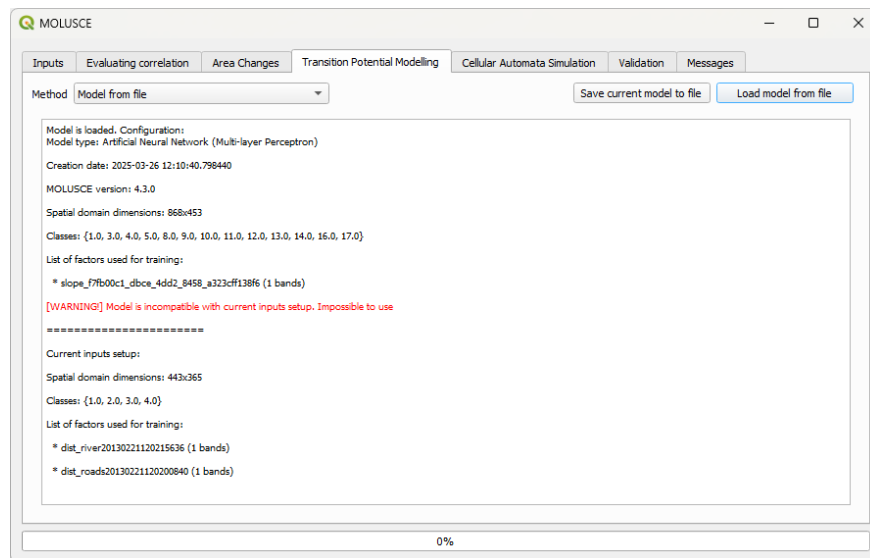 MOLUSCE
Inputs
Evaluating correlation
Area Changes
Transition Potential Modelling
Cellular Automata Simulation
Validation
Messages
Method
Model from file
Save current model to file
Load model from file
Model is loaded. Configuration:
Model type: Artificial Neural Network (Multi-layer Perceptron)
Creation date: 2025-03-26 12:10:40.798440
MOLUSCE version: 4.3.0
Spatial domain dimensions: 868x453
Classes: {1.0, 3.0, 4.0, 5.0, 8.0, 9.0, 10.0, 11.0, 12.0, 13.0, 14.0, 16.0, 17.0}
List of factors used for training:
* slope_f7fb00c1_dbce_4dd2_8458_a323cff138f6 (1 bands)
[WARNING!] Model is incompatible with current inputs setup. Impossible to use
========================
Current inputs setup:
Spatial domain dimensions: 443x365
Classes: {1.0, 2.0, 3.0, 4.0}
List of factors used for training:
* dist_river20130221120215636 (1 bands)
* dist_roads20130221120200840 (1 bands)
0%